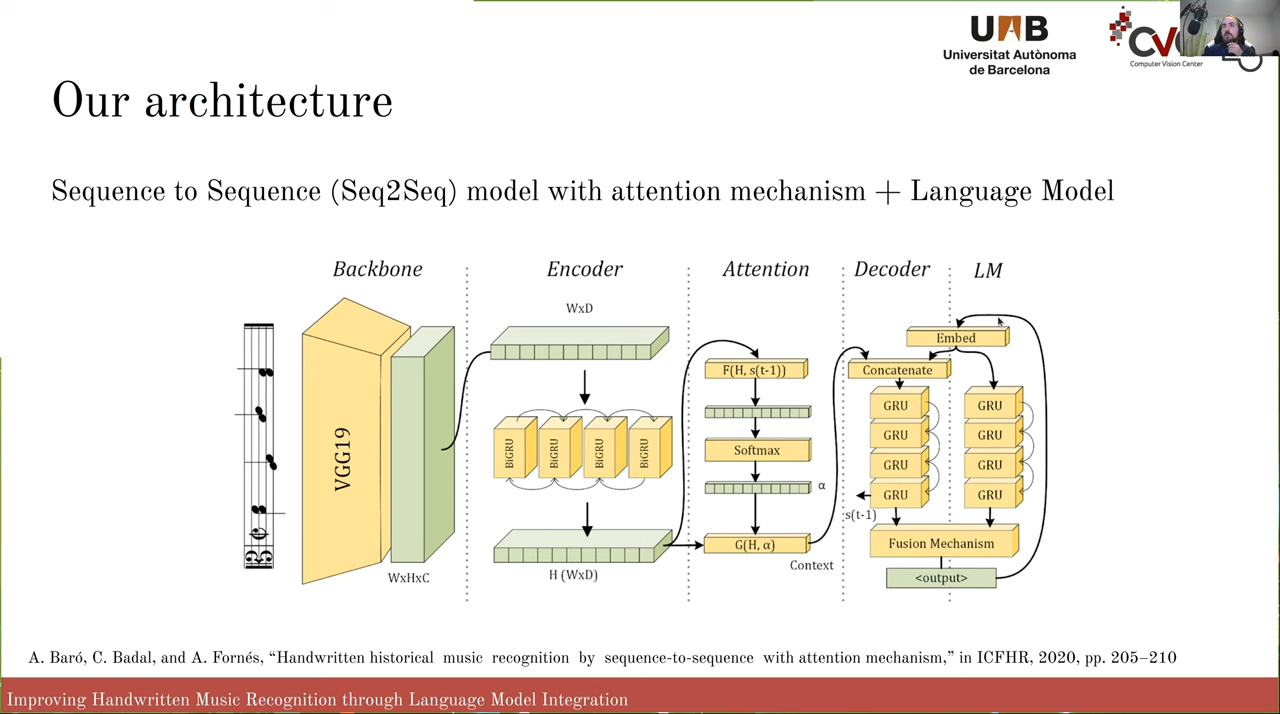 UAB
Universitat Autònoma
de Barcelona
Computer Vision Center
Our architecture
Sequence to Sequence (Seq2Seq) model with attention mechanism + Language Model
Backbone
Encoder
Attention
Decoder
LM
VGG19
WxHxC
WxD
BiGRU
BiGRU
BiGRU
BiGRU
H (WxD)
F(H, s(t-1))
Softmax
α
G(H, α)
Context
Embed
Concatenate
GRU
GRU
GRU
GRU
s(t-1)
GRU
GRU
GRU
GRU
Fusion Mechanism
<output>
A. Baró, C. Badal, and A. Fornés, “Handwritten historical music recognition by sequence-to-sequence with attention mechanism,” in ICFHR, 2020, pp. 205–210
Improving Handwritten Music Recognition through Language Model Integration